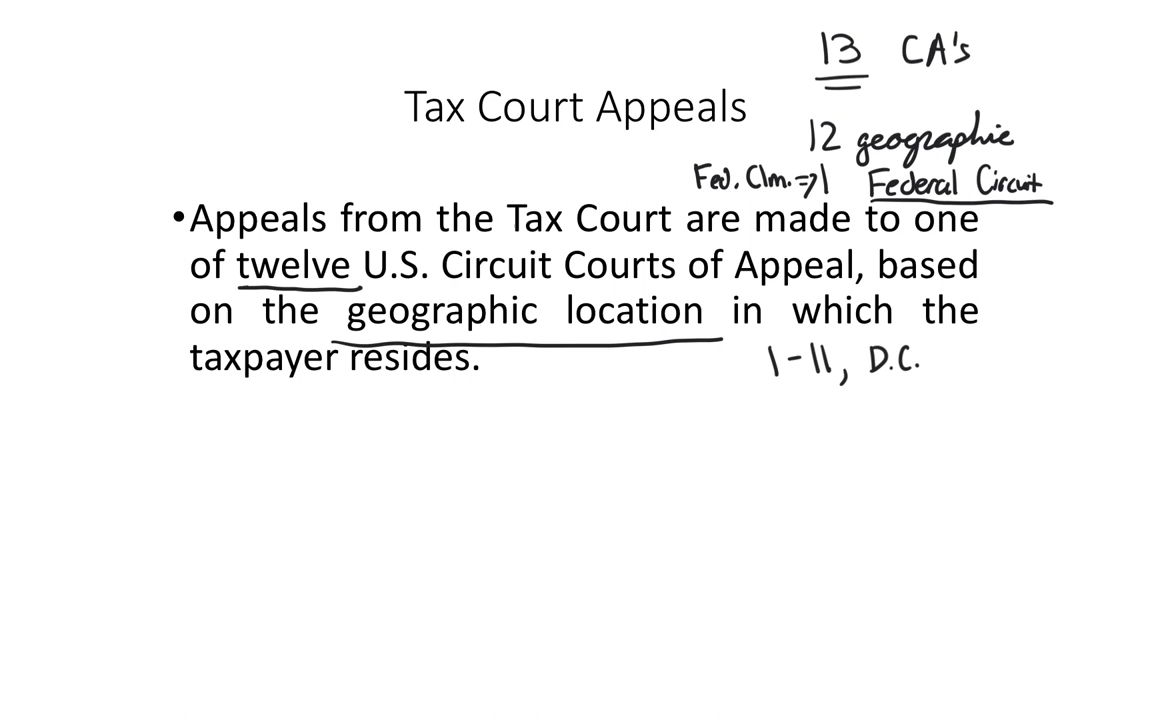 13 CA's
Tax Court Appeals
12 geographic
Fed. Clm. => 1 Federal Circuit
•Appeals from the Tax Court are made to one
of twelve U.S. Circuit Courts of Appeal, based
on the geographic location in which the
taxpayer resides.
1-11, D.C.